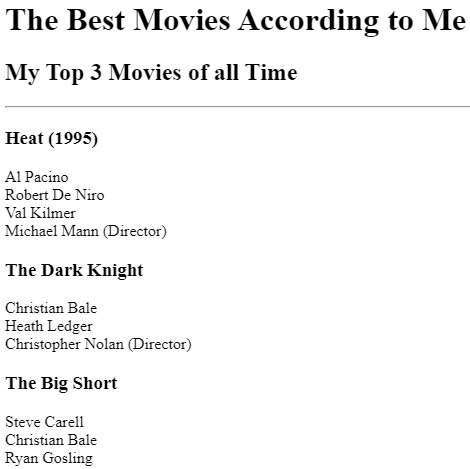 The Best Movies According to Me
My Top 3 Movies of all Time
Heat (1995)
Al Pacino
Robert De Niro
Val Kilmer
Michael Mann (Director)
The Dark Knight
Christian Bale
Heath Ledger
Christopher Nolan (Director)
The Big Short
Steve Carell
Christian Bale
Ryan Gosling